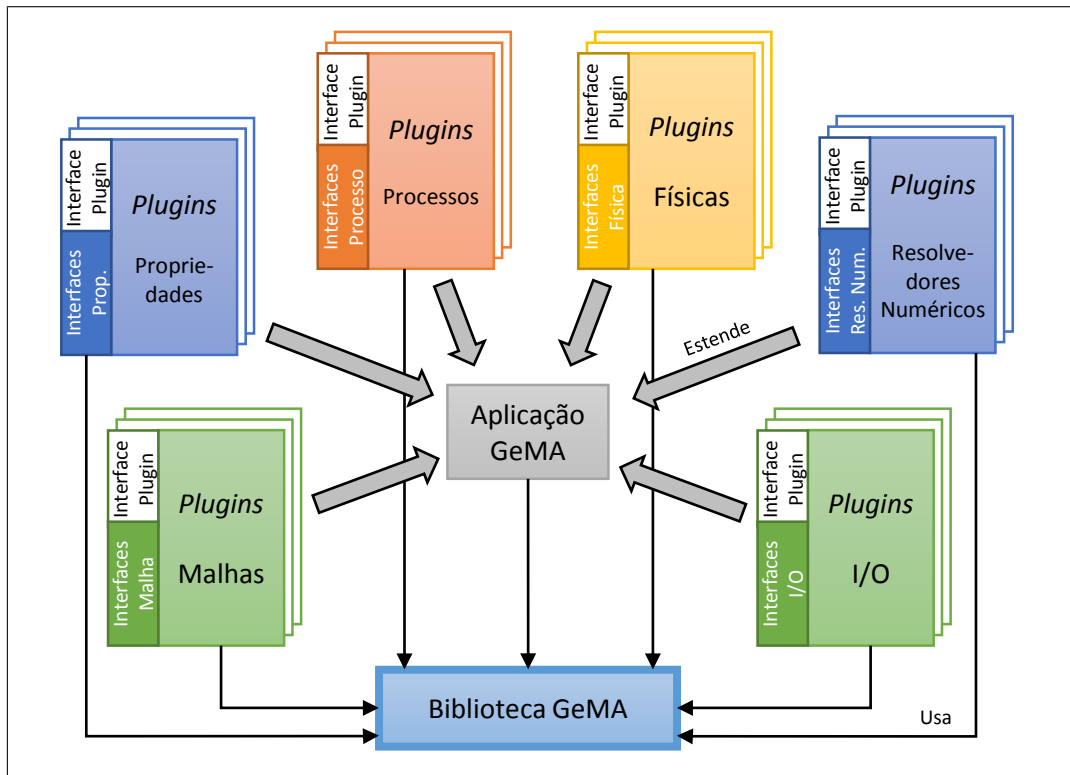 Interface
Plugin
Interfaces
Processo
Plugins
Processos
Interface
Plugin
Interfaces
Física
Plugins
Físicas
Interface
Plugin
Interfaces
Prop.
Plugins
Proprie-
dades
Interface
Plugin
Interfaces
Res. Num.
Plugins
Resolve-
dores
Numéricos
Estende
Aplicação
GeMA
Interface
Plugin
Interfaces
Malha
Plugins
Malhas
Interface
Plugin
Interfaces
I/O
Plugins
I/O
Biblioteca GeMA
Usa